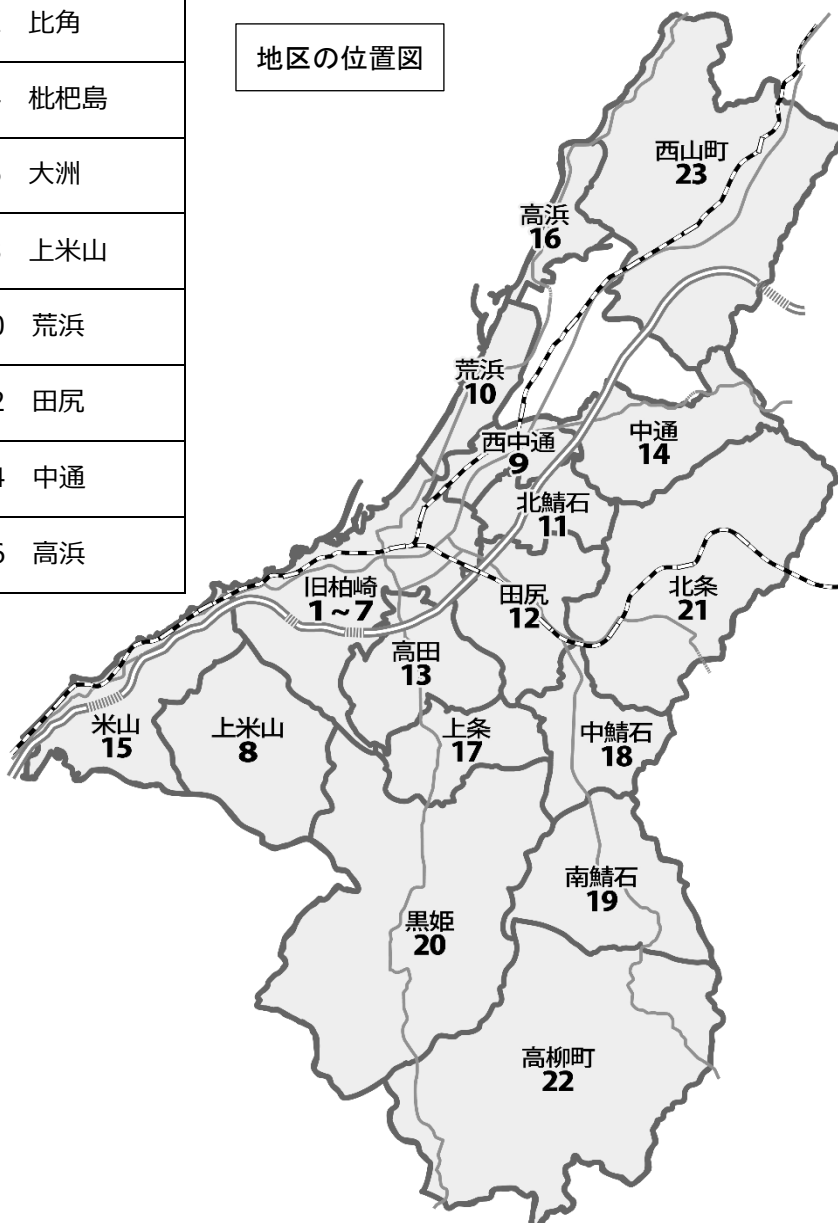 比角
枇杷島
大洲
上米山
0 荒浜
2 田尻
4 中通
6 高浜
地区の位置図
西山町
23
高浜
16
荒浜
10
西中通
9
中通
14
北鯖石
11
旧柏崎
1～7
田尻
12
北条
21
高田
13
米山
15
上米山
8
上条
17
中鯖石
18
南鯖石
19
黒姫
20
高柳町
22